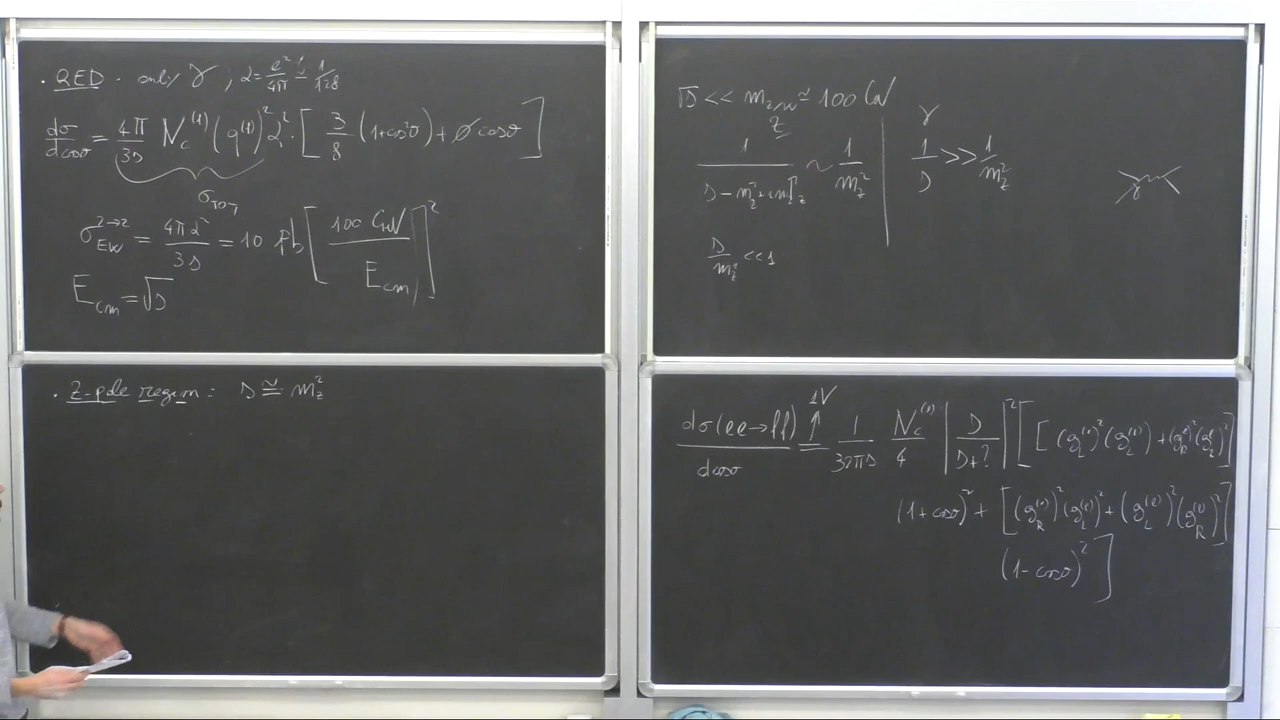 · QED · only γ , α = e²/4π ≃ 1/128
dσ/dcosθ = 4π/3s N_c^(f) (q^(f))² α² · [ 3/8 (1+cos²θ) + ∅ cosθ ]
σ_TOT
σ_EW^{2→2} = 4πα²/3s = 10 pb [ 100 GeV / E_cm ]²
E_cm = √s
· Z-pole regim : s ≅ m_z²
√s << m_{z,w} ≃ 100 GeV
Z
γ
1/(s - m_z² + i m_z Γ_z) ~ 1/m_z²
1/s >> 1/m_z²
γ
s/m_z² << 1
1V
dσ(ee→ff)/dcosθ = 1/32πs N_c^(f)/4 | s/(s+?) |² [ [ (g_L^(f))² (g_L^(e))² + (g_R^(f))² (g_R^(e))² ]
(1+cosθ)² + [ (g_R^(f))² (g_L^(e))² + (g_L^(f))² (g_R^(e))² ]
(1-cosθ)² ]